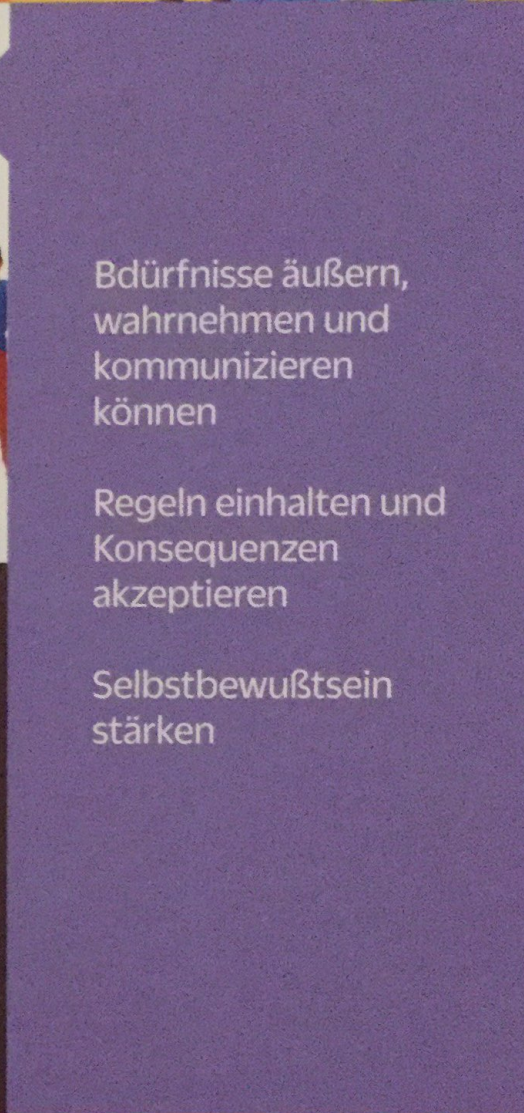 Bdürfnisse äußern,
wahrnehmen und
kommunizieren
können
Regeln einhalten und
Konsequenzen
akzeptieren
Selbstbewußtsein
stärken